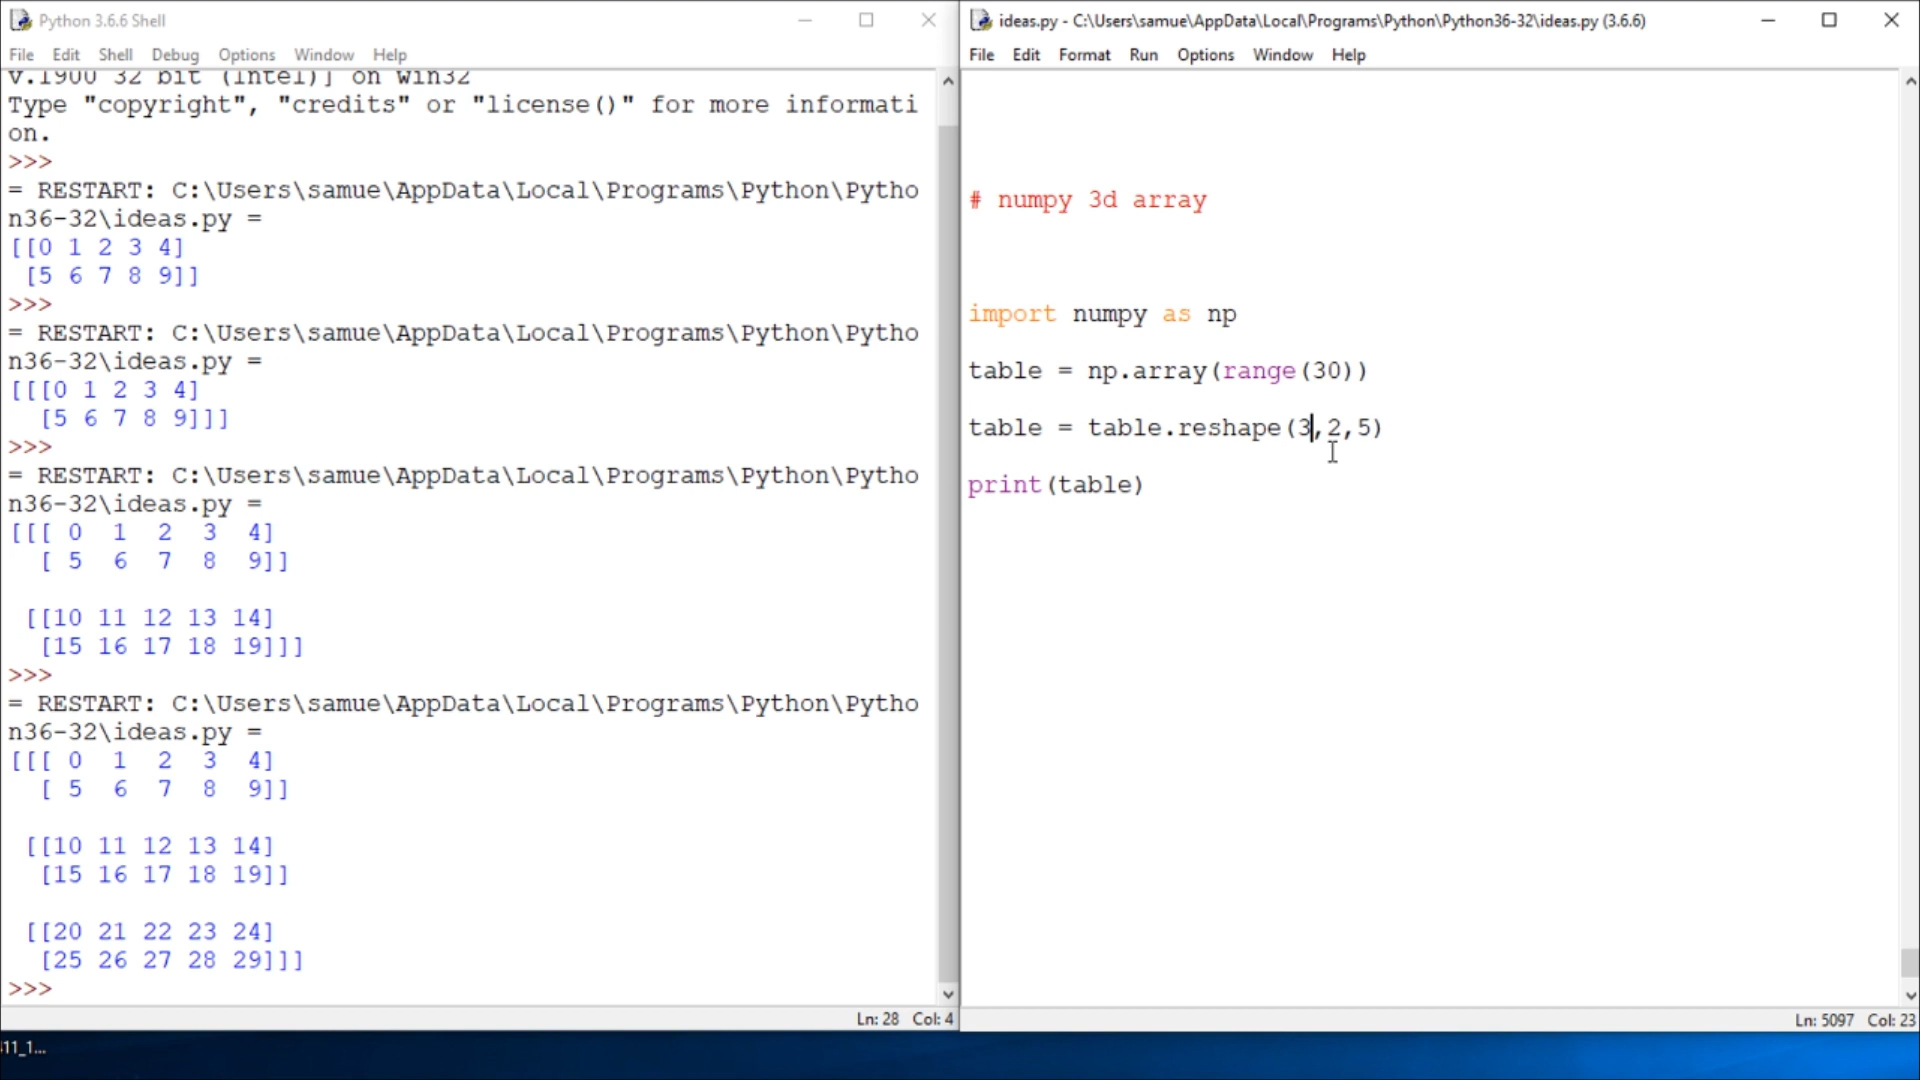 Python 3.6.6 Shell
File Edit Shell Debug Options Window Help
v.1900 32 bit (Intel)] on win32
Type "copyright", "credits" or "license()" for more informati
on.
>>>
= RESTART: C:\Users\samue\AppData\Local\Programs\Python\Pytho
n36-32\ideas.py =
[[0 1 2 3 4]
 [5 6 7 8 9]]
>>>
= RESTART: C:\Users\samue\AppData\Local\Programs\Python\Pytho
n36-32\ideas.py =
[[[0 1 2 3 4]
  [5 6 7 8 9]]]
>>>
= RESTART: C:\Users\samue\AppData\Local\Programs\Python\Pytho
n36-32\ideas.py =
[[[ 0  1  2  3  4]
  [ 5  6  7  8  9]]
 [[10 11 12 13 14]
  [15 16 17 18 19]]]
>>>
= RESTART: C:\Users\samue\AppData\Local\Programs\Python\Pytho
n36-32\ideas.py =
[[[ 0  1  2  3  4]
  [ 5  6  7  8  9]]
 [[10 11 12 13 14]
  [15 16 17 18 19]]
 [[20 21 22 23 24]
  [25 26 27 28 29]]]
>>>
Ln: 28 Col: 4
ideas.py - C:\Users\samue\AppData\Local\Programs\Python\Python36-32\ideas.py (3.6.6)
File Edit Format Run Options Window Help
# numpy 3d array
import numpy as np
table = np.array(range(30))
table = table.reshape(3,2,5)
print(table)
Ln: 5097 Col: 23
11_1...